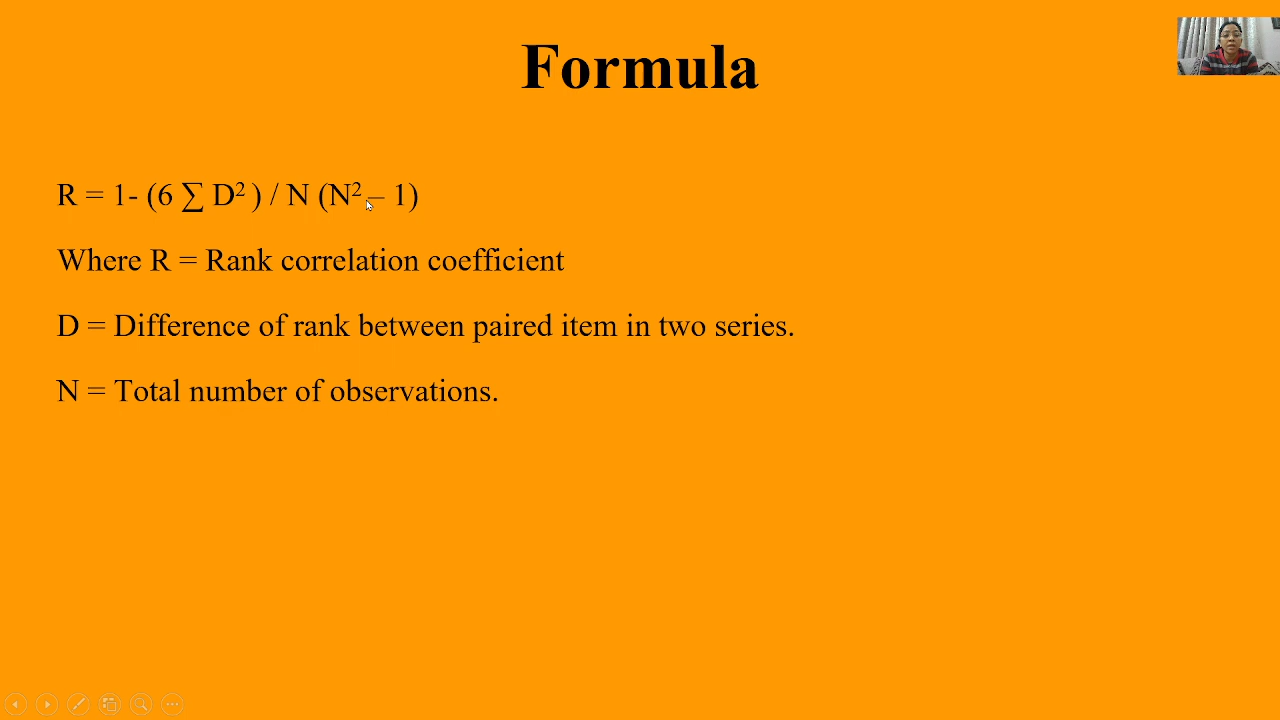 Formula
R = 1- (6 ∑ D² ) / N (N² – 1)
Where R = Rank correlation coefficient
D = Difference of rank between paired item in two series.
N = Total number of observations.